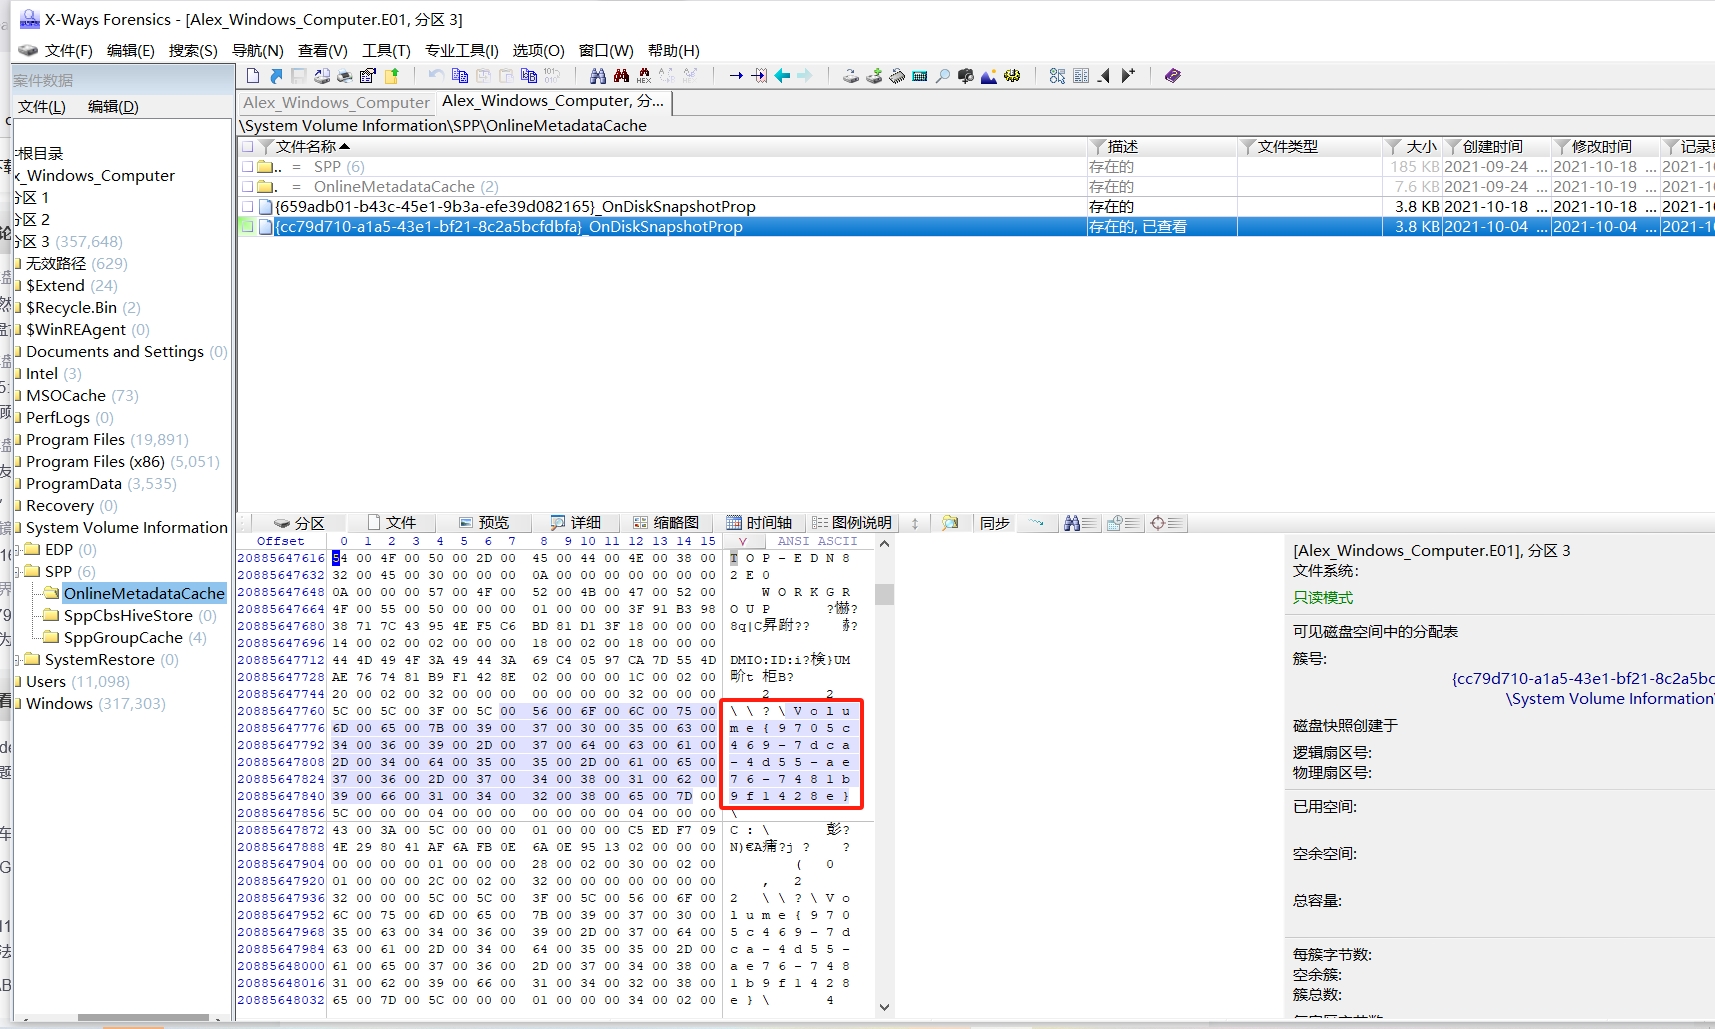 X-Ways Forensics - [Alex_Windows_Computer.E01, 分区 3]
文件(F) 编辑(E) 搜索(S) 导航(N) 查看(V) 工具(T) 专业工具(I) 选项(O) 窗口(W) 帮助(H)
案件数据
文件(L) 编辑(D)
根目录
x_Windows_Computer
分区 1
分区 2
分区 3 (357,648)
无效路径 (629)
$Extend (24)
$Recycle.Bin (2)
$WinREAgent (0)
Documents and Settings (0)
Intel (3)
MSOCache (73)
PerfLogs (0)
Program Files (19,891)
Program Files (x86) (5,051)
ProgramData (3,535)
Recovery (0)
System Volume Information
EDP (0)
SPP (6)
OnlineMetadataCache
SppCbsHiveStore (0)
SppGroupCache (4)
SystemRestore (0)
Users (11,098)
Windows (317,303)
Alex_Windows_Computer Alex_Windows_Computer, 分...
\System Volume Information\SPP\OnlineMetadataCache
文件名称 描述 文件类型 大小 创建时间 修改时间 记录更
.. = SPP (6) 存在的 185 KB 2021-09-24 ... 2021-10-18 ... 2021-10
. = OnlineMetadataCache (2) 存在的 7.6 KB 2021-09-24 ... 2021-10-19 ... 2021-10
{659adb01-b43c-45e1-9b3a-efe39d082165}_OnDiskSnapshotProp 存在的 3.8 KB 2021-10-18 ... 2021-10-18 ... 2021-10
{cc79d710-a1a5-43e1-bf21-8c2a5bcfdbfa}_OnDiskSnapshotProp 存在的, 已查看 3.8 KB 2021-10-04 ... 2021-10-04 ... 2021-10
分区 文件 预览 详细 缩略图 时间轴 图例说明 同步
Offset 0 1 2 3 4 5 6 7 8 9 10 11 12 13 14 15 ANSI ASCII
20885647616 54 00 4F 00 50 00 2D 00 45 00 44 00 4E 00 38 00 T O P - E D N 8
20885647632 32 00 45 00 30 00 00 00 0A 00 00 00 00 00 00 00 2 E 0
20885647648 0A 00 00 00 57 00 4F 00 52 00 4B 00 47 00 52 00 W O R K G R
20885647664 4F 00 55 00 50 00 00 00 01 00 00 00 3F 91 B3 98 O U P ?懒?
20885647680 38 71 7C 43 95 4E F5 C6 BD 81 D1 3F 18 00 00 00 8q|C昇跗??
20885647696 14 00 02 00 02 00 00 00 18 00 02 00 18 00 00 00
20885647712 44 4D 49 4F 3A 49 44 3A 69 C4 05 97 CA 7D 55 4D DMIO:ID:i?検}UM
20885647728 AE 76 74 81 B9 F1 42 8E 02 00 00 00 1C 00 02 00
20885647744 20 00 02 00 32 00 00 00 00 00 00 00 32 00 00 00 2 2
20885647760 5C 00 5C 00 3F 00 5C 00 56 00 6F 00 6C 00 75 00 \ \ ? \ V o l u
20885647776 6D 00 65 00 7B 00 39 00 37 00 30 00 35 00 63 00 m e { 9 7 0 5 c
20885647792 34 00 36 00 39 00 2D 00 37 00 64 00 63 00 61 00 4 6 9 - 7 d c a
20885647808 2D 00 34 00 64 00 35 00 35 00 2D 00 61 00 65 00 - 4 d 5 5 - a e
20885647824 37 00 36 00 2D 00 37 00 34 00 38 00 31 00 62 00 7 6 - 7 4 8 1 b
20885647840 39 00 66 00 31 00 34 00 32 00 38 00 65 00 7D 00 9 f 1 4 2 8 e }
20885647856 5C 00 00 00 04 00 00 00 00 00 00 00 04 00 00 00 \
20885647872 43 00 3A 00 5C 00 00 00 01 00 00 00 C5 ED F7 09 C : \ 彭?
20885647888 4E 29 80 41 AF 6A FB 0E 6A 0E 95 13 02 00 00 00
20885647904 00 00 00 00 01 00 00 00 28 00 02 00 30 00 02 00 ( 0
20885647920 01 00 00 00 2C 00 02 00 32 00 00 00 00 00 00 00 , 2
20885647936 32 00 00 00 5C 00 5C 00 3F 00 5C 00 56 00 6F 00 2 \ \ ? \ V o
20885647952 6C 00 75 00 6D 00 65 00 7B 00 39 00 37 00 30 00 l u m e { 9 7 0
20885647968 35 00 63 00 34 00 36 00 39 00 2D 00 37 00 64 00 5 c 4 6 9 - 7 d
20885647984 63 00 61 00 2D 00 34 00 64 00 35 00 35 00 2D 00 c a - 4 d 5 5 -
20885648000 61 00 65 00 37 00 36 00 2D 00 37 00 34 00 38 00 a e 7 6 - 7 4 8
20885648016 31 00 62 00 39 00 66 00 31 00 34 00 32 00 38 00 1 b 9 f 1 4 2 8
20885648032 65 00 7D 00 5C 00 00 00 01 00 00 00 34 00 02 00 e } \ 4
[Alex_Windows_Computer.E01], 分区 3
文件系统:
只读模式
可见磁盘空间中的分配表
簇号:
{cc79d710-a1a5-43e1-bf21-8c2a5bc
\System Volume Information\
磁盘快照创建于
逻辑扇区号:
物理扇区号:
已用空间:
空余空间:
总容量:
每簇字节数:
空余簇:
簇总数: